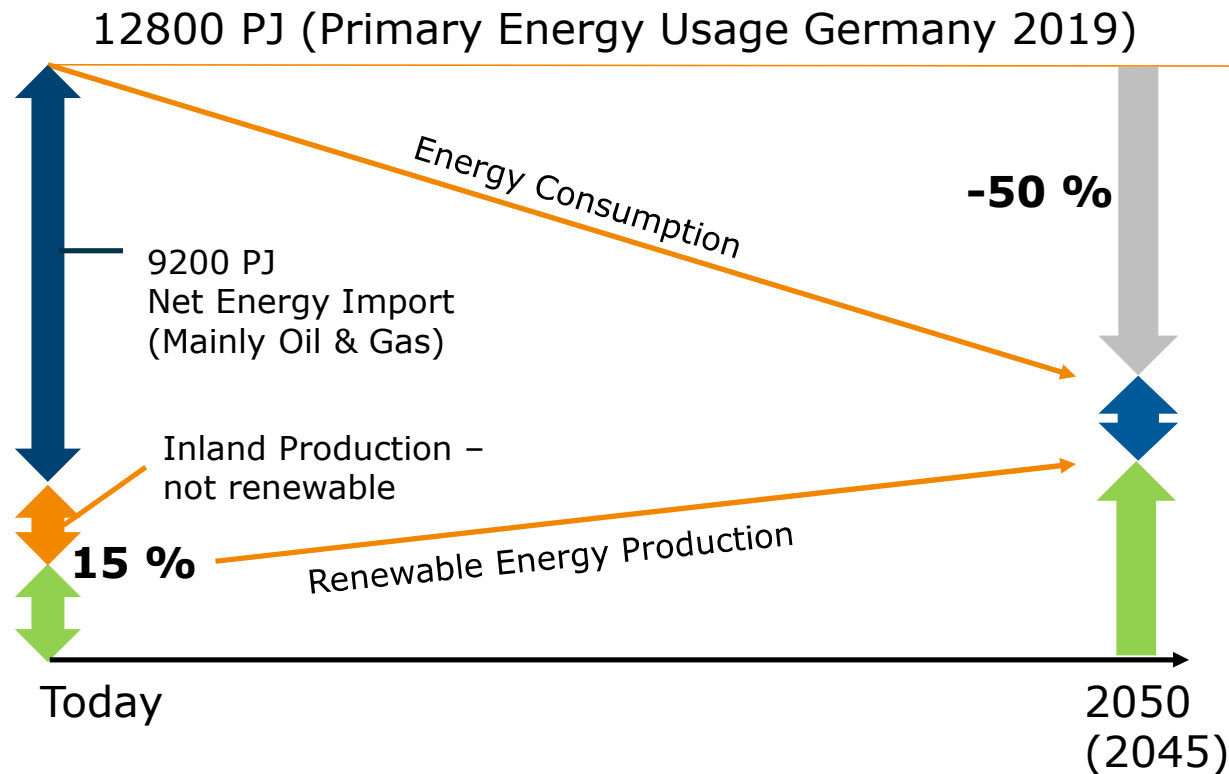 12800 PJ (Primary Energy Usage Germany 2019)
Energy Consumption
-50 %
9200 PJ
Net Energy Import
(Mainly Oil & Gas)
Inland Production –
not renewable
15 %
Renewable Energy Production
Today
2050
(2045)